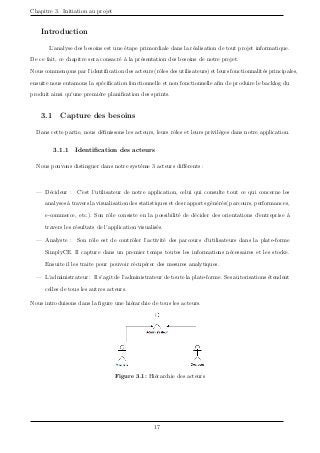 Chapitre 3. Initiation au projet
Introduction
L'analyse des besoins est une étape primordiale dans la réalisation de tout projet informatique.
De ce fait, ce chapitre sera consacré à la présentation des besoins de notre projet.
Nous commençons par l'identification des acteurs( rôles des utilisateurs) et leurs fonctionnalités principales,
ensuite nous entamons la spécification fonctionnelle et non fonctionnelle afin de produire le backlog du
produit ainsi qu'une première planification des sprints.
3.1 Capture des besoins
Dans cette partie, nous définissons les acteurs, leurs rôles et leurs privilèges dans notre application.
3.1.1 Identification des acteurs
Nous pouvons distinguer dans notre système 3 acteurs différents :
— Décideur : C'est l'utilisateur de notre application, celui qui consulte tout ce qui concerne les
analyses à travers la visualisation des statistiques et des rapports générés( parcours, performances,
e-commerce, etc.). Son rôle consiste en la possibilité de décider des orientations d'entreprise à
travers les résultats de l'application visualisés.
— Analyste : Son rôle est de contrôler l'activité des parcours d'utilisateurs dans la plate-forme
SimplyCE. Il capture dans un premier temps toutes les informations nécessaires et les stocke.
Ensuite il les traite pour pouvoir récupérer des mesures analytiques.
— L'administrateur : Il s'agit de l'administrateur de toute la plate-forme. Ses autorisations étendent
celles de tous les autres acteurs.
Nous introduisons dans la figure une hiérarchie de tous les acteurs.
Figure 3.1: Hiérarchie des acteurs
17